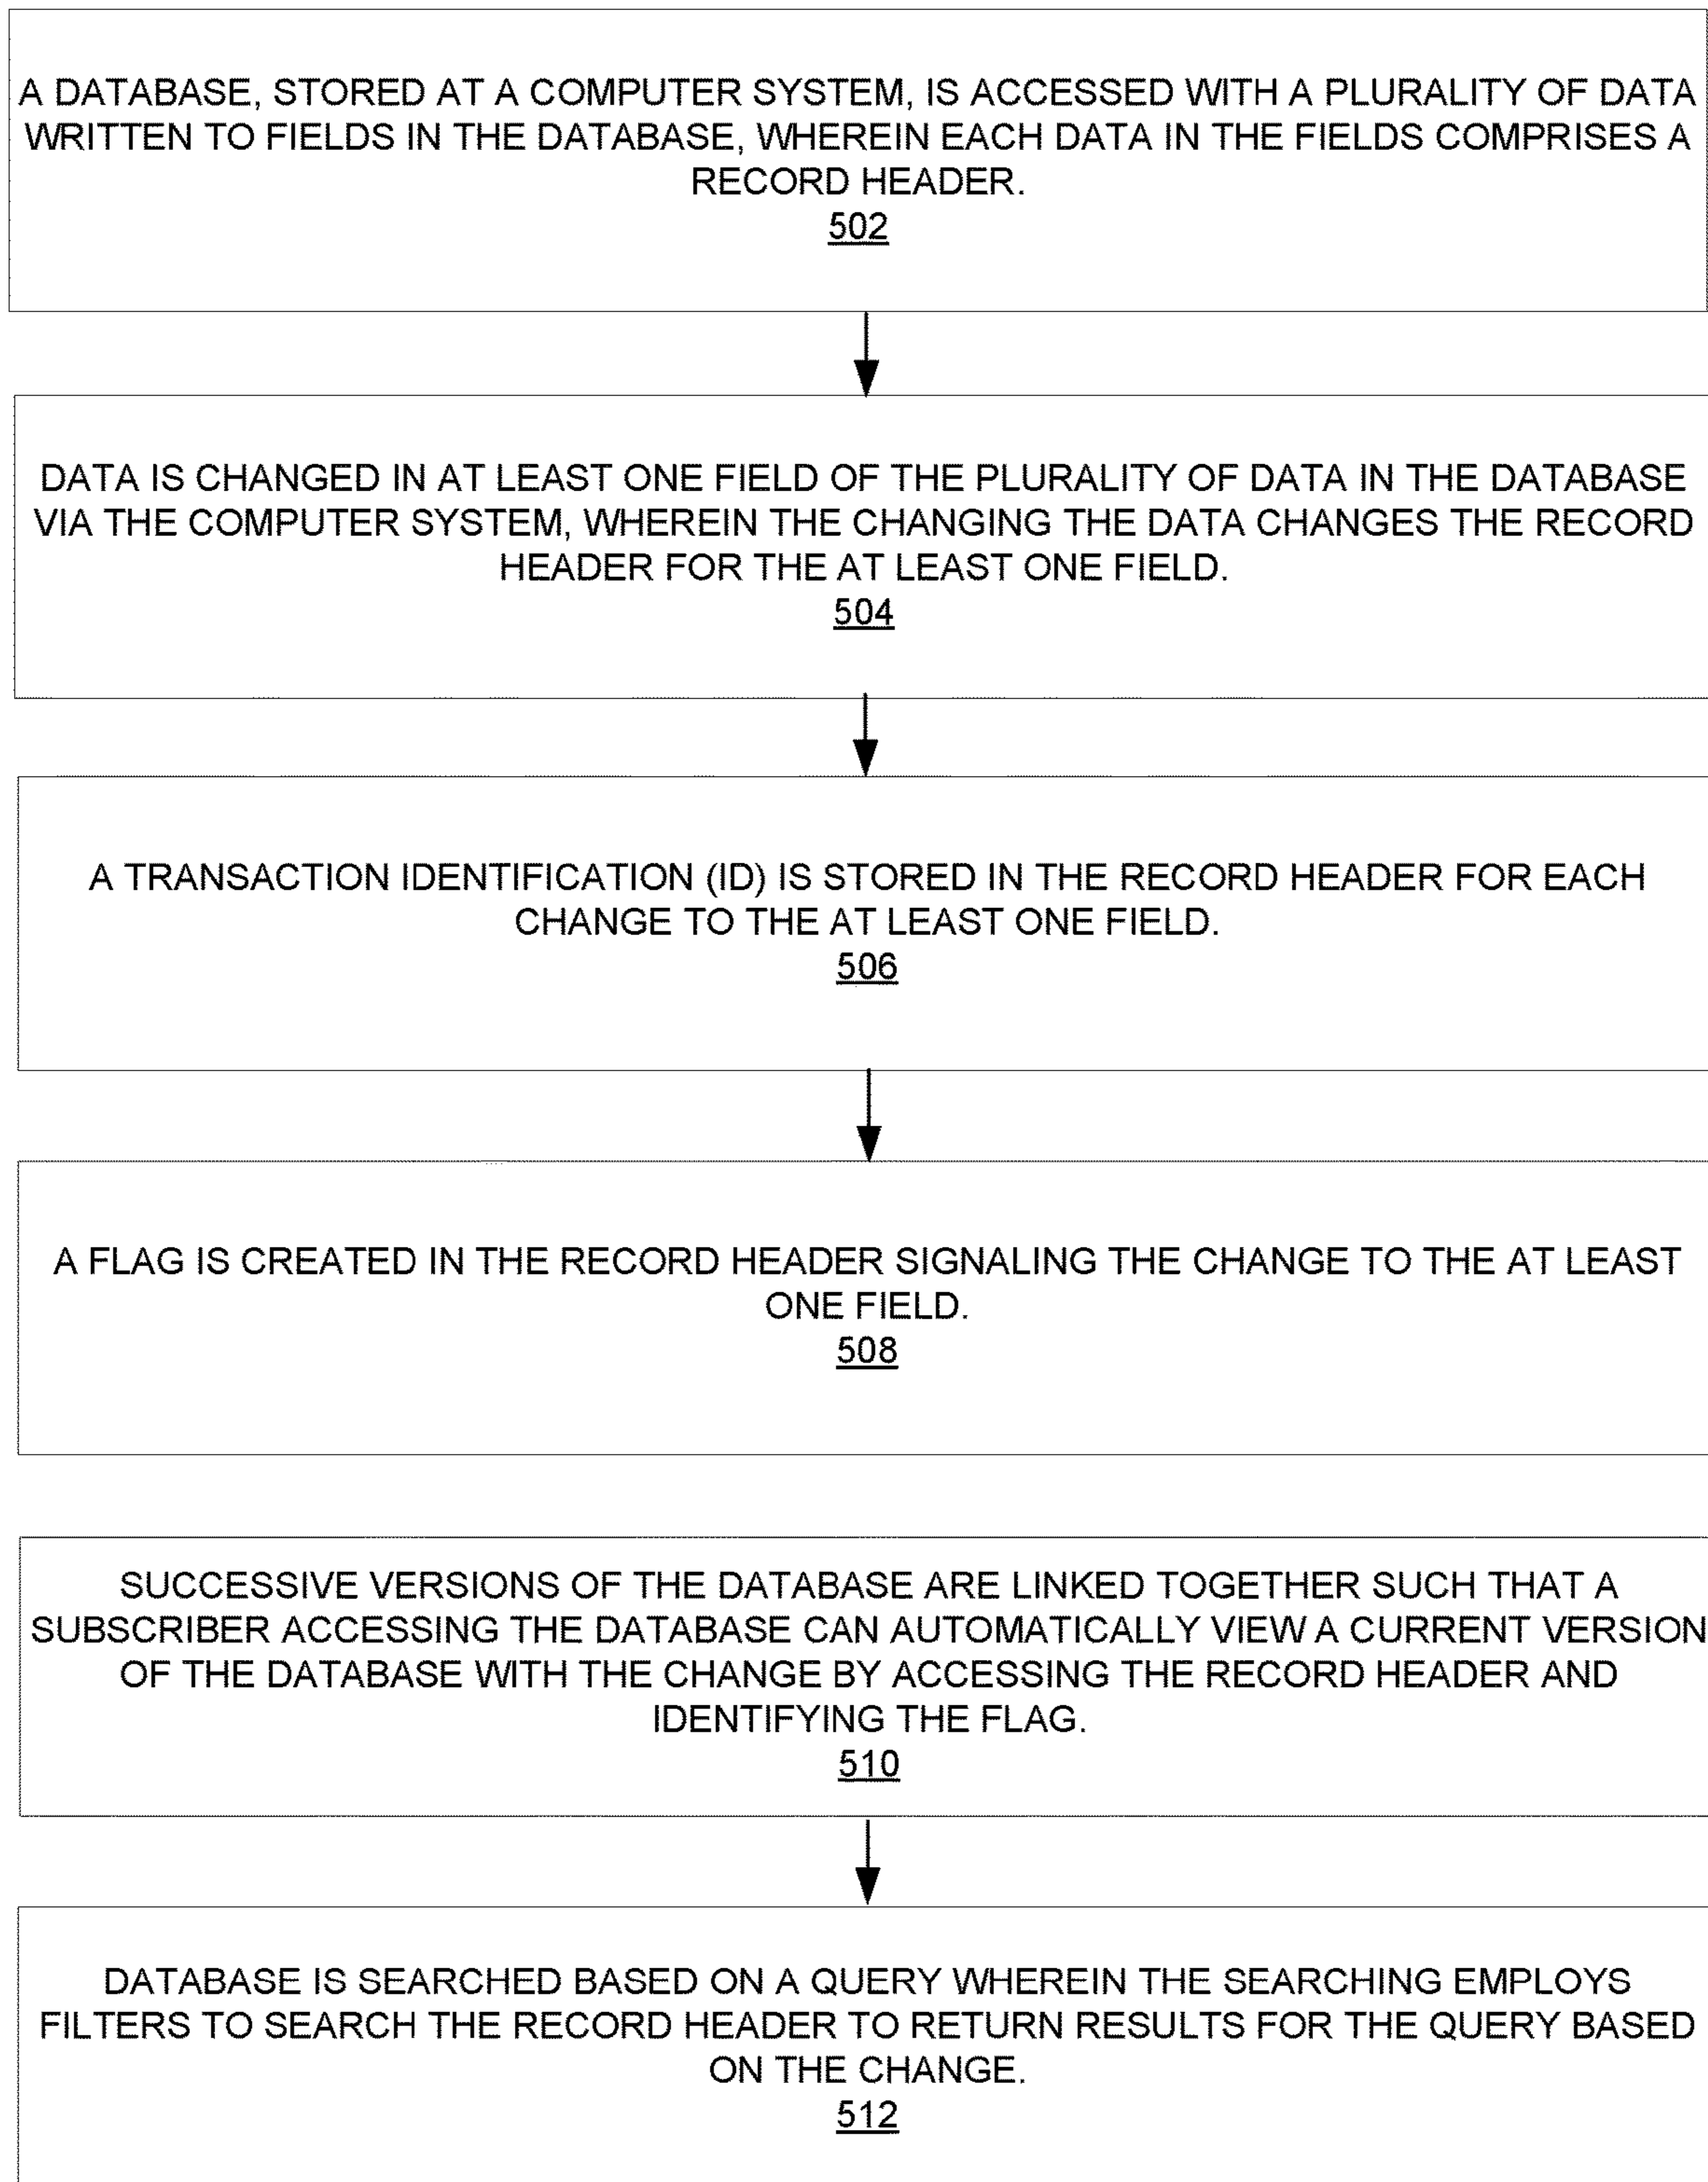 A DATABASE, STORED AT A COMPUTER SYSTEM, IS ACCESSED WITH A PLURALITY OF DATA
WRITTEN TO FIELDS IN THE DATABASE, WHEREIN EACH DATA IN THE FIELDS COMPRISES A
RECORD HEADER.
502
DATA IS CHANGED IN AT LEAST ONE FIELD OF THE PLURALITY OF DATA IN THE DATABASE
VIA THE COMPUTER SYSTEM, WHEREIN THE CHANGING THE DATA CHANGES THE RECORD
HEADER FOR THE AT LEAST ONE FIELD.
504
A TRANSACTION IDENTIFICATION (ID) IS STORED IN THE RECORD HEADER FOR EACH
CHANGE TO THE AT LEAST ONE FIELD.
506
A FLAG IS CREATED IN THE RECORD HEADER SIGNALING THE CHANGE TO THE AT LEAST
ONE FIELD.
508
SUCCESSIVE VERSIONS OF THE DATABASE ARE LINKED TOGETHER SUCH THAT A
SUBSCRIBER ACCESSING THE DATABASE CAN AUTOMATICALLY VIEW A CURRENT VERSION
OF THE DATABASE WITH THE CHANGE BY ACCESSING THE RECORD HEADER AND
IDENTIFYING THE FLAG.
510
DATABASE IS SEARCHED BASED ON A QUERY WHEREIN THE SEARCHING EMPLOYS
FILTERS TO SEARCH THE RECORD HEADER TO RETURN RESULTS FOR THE QUERY BASED
ON THE CHANGE.
512